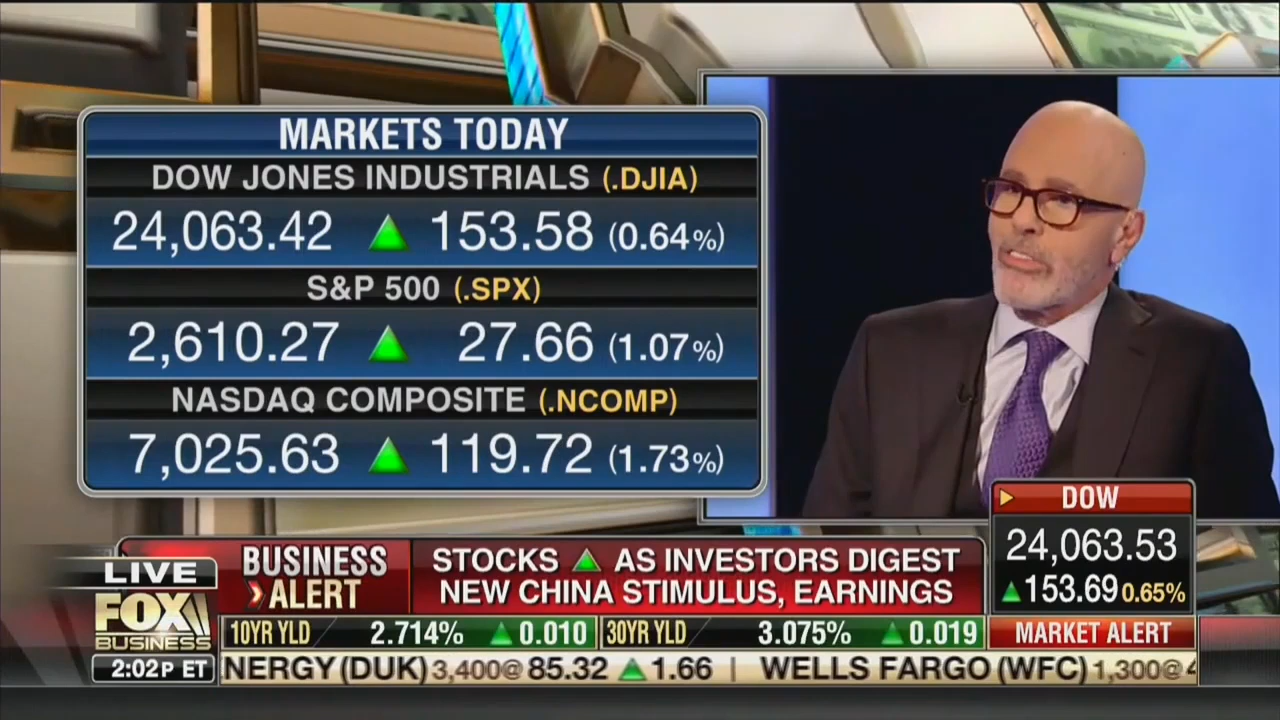 MARKETS TODAY
DOW JONES INDUSTRIALS (.DJIA)
24,063.42 ▲ 153.58 (0.64%)
S&P 500 (.SPX)
2,610.27 ▲ 27.66 (1.07%)
NASDAQ COMPOSITE (.NCOMP)
7,025.63 ▲ 119.72 (1.73%)
DOW
24,063.53
▲153.69 0.65%
MARKET ALERT
BUSINESS
ALERT
STOCKS ▲ AS INVESTORS DIGEST
NEW CHINA STIMULUS, EARNINGS
LIVE
FOX
BUSINESS
2:02P ET
10YR YLD 2.714% ▲ 0.010 30YR YLD 3.075% ▲ 0.019
NERGY (DUK) 3,400@ 85.32 ▲ 1.66 | WELLS FARGO (WFC) 1,300@